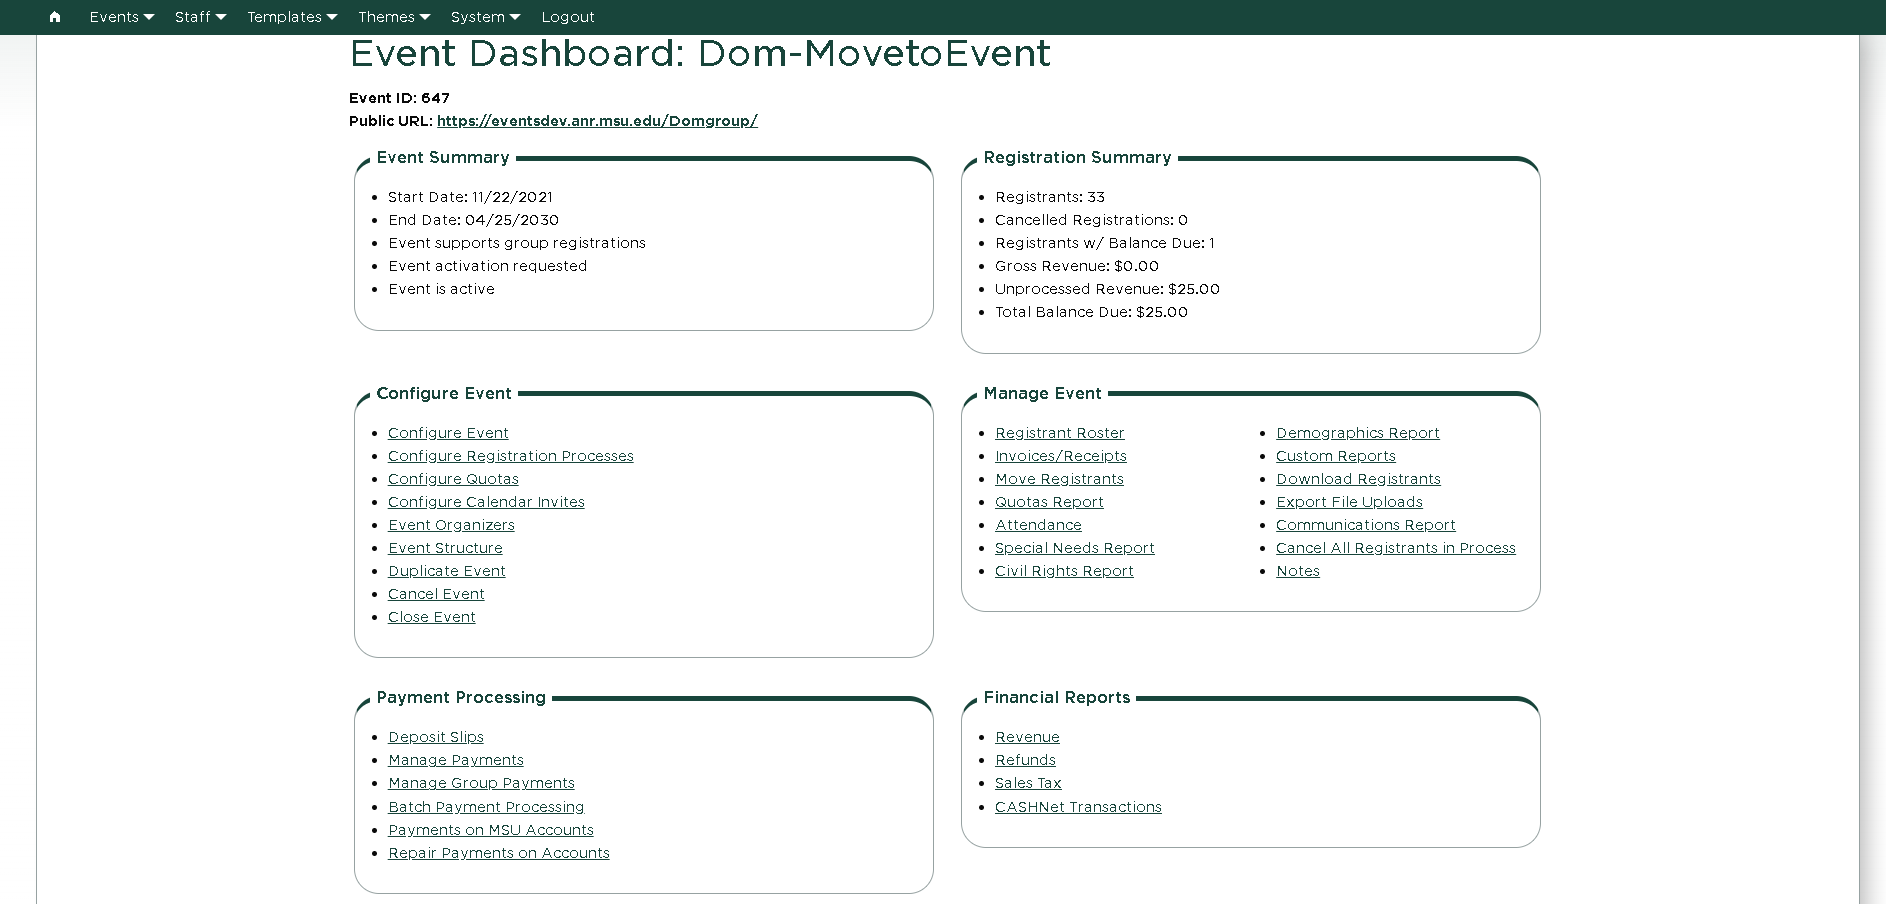 Events Staff Templates Themes System Logout
Event Dashboard: Dom-MovetoEvent
Event ID: 647
Public URL: https://eventsdev.anr.msu.edu/Domgroup/
Event Summary
Start Date: 11/22/2021
End Date: 04/25/2030
Event supports group registrations
Event activation requested
Event is active
Registration Summary
Registrants: 33
Cancelled Registrations: 0
Registrants w/ Balance Due: 1
Gross Revenue: $0.00
Unprocessed Revenue: $25.00
Total Balance Due: $25.00
Configure Event
Configure Event
Configure Registration Processes
Configure Quotas
Configure Calendar Invites
Event Organizers
Event Structure
Duplicate Event
Cancel Event
Close Event
Manage Event
Registrant Roster
Invoices/Receipts
Move Registrants
Quotas Report
Attendance
Special Needs Report
Civil Rights Report
Demographics Report
Custom Reports
Download Registrants
Export File Uploads
Communications Report
Cancel All Registrants in Process
Notes
Payment Processing
Deposit Slips
Manage Payments
Manage Group Payments
Batch Payment Processing
Payments on MSU Accounts
Repair Payments on Accounts
Financial Reports
Revenue
Refunds
Sales Tax
CASHNet Transactions